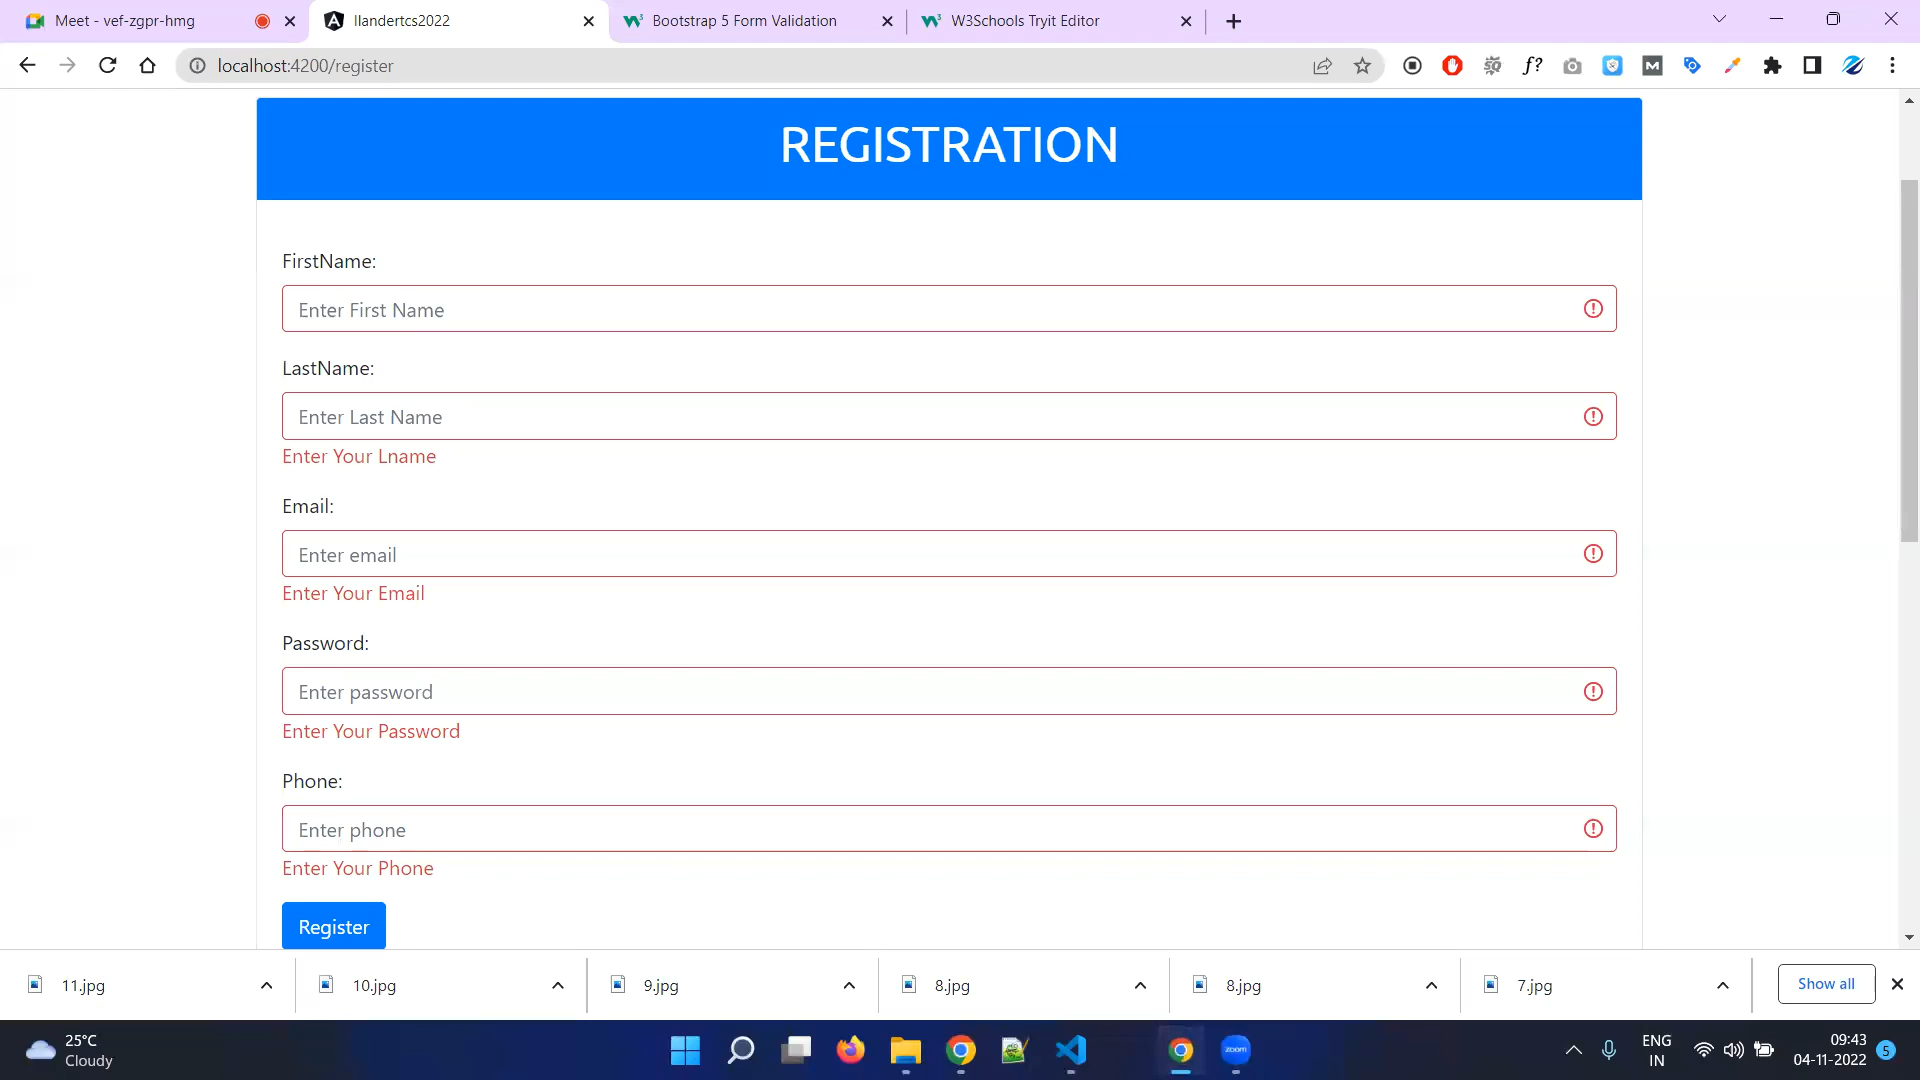 Meet - vef-zgpr-hmg
llandertcs2022
Bootstrap 5 Form Validation
W3Schools Tryit Editor
localhost:4200/register
f?
M
REGISTRATION
FirstName:
Enter First Name
LastName:
Enter Last Name
Enter Your Lname
Email:
Enter email
Enter Your Email
Password:
Enter password
Enter Your Password
Phone:
Enter phone
Enter Your Phone
Register
11.jpg
10.jpg
9.jpg
8.jpg
8.jpg
7.jpg
Show all
25°C
Cloudy
zoom
ENG
IN
09:43
04-11-2022
5